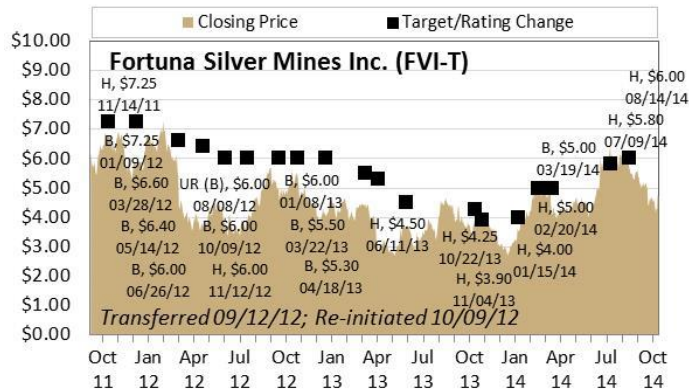 Closing Price Target/Rating Change
$10.00
$9.00
$8.00
$7.00
$6.00
$5.00
$4.00
$3.00
$2.00
$1.00
$0.00
Fortuna Silver Mines Inc. (FVI-T)
H, $7.25
11/14/11
B, $7.25
01/09/12
B, $6.60
03/28/12
B, $6.40
05/14/12
B, $6.00
06/26/12
UR (B), $6.00
08/08/12
B, $6.00
10/09/12
H, $6.00
11/12/12
B, $6.00
01/08/13
B, $5.50
03/22/13
B, $5.30
04/18/13
H, $4.50
06/11/13
H, $4.25
10/22/13
H, $3.90
11/04/13
H, $4.00
01/15/14
H, $5.00
02/20/14
B, $5.00
03/19/14
H, $5.80
07/09/14
H, $6.00
08/14/14
Transferred 09/12/12; Re-initiated 10/09/12
Oct Jan Apr Jul Oct Jan Apr Jul Oct Jan Apr Jul Oct
11 12 12 12 12 13 13 13 13 14 14 14 14